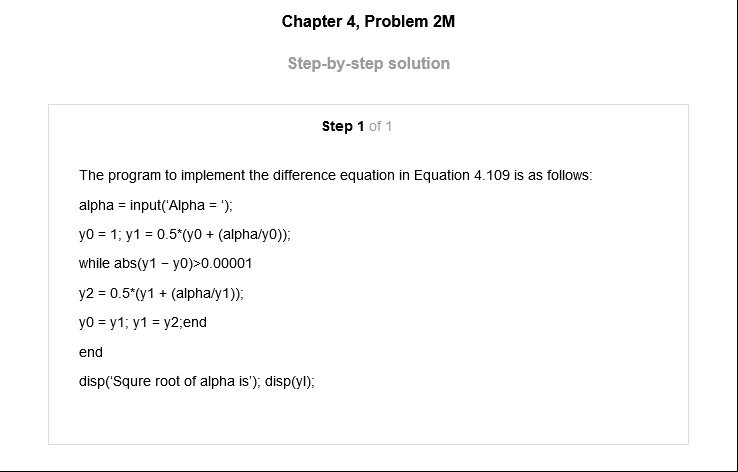 Chapter 4, Problem 2M
Step-by-step solution
Step 1 of 1
The program to implement the difference equation in Equation 4.109 is as follows:
alpha = input(‘Alpha = ‘);
y0 = 1; y1 = 0.5*(y0 + (alpha/y0));
while abs(y1 − y0)>0.00001
y2 = 0.5*(y1 + (alpha/y1));
y0 = y1; y1 = y2;end
end
disp(‘Squre root of alpha is’); disp(yl);